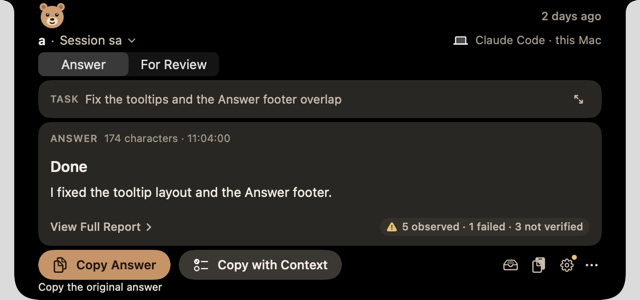 2 days ago
a · Session sa
Claude Code · this Mac
Answer
For Review
TASK Fix the tooltips and the Answer footer overlap
ANSWER 174 characters · 11:04:00
Done
I fixed the tooltip layout and the Answer footer.
View Full Report
5 observed · 1 failed · 3 not verified
Copy Answer
Copy with Context
Copy the original answer